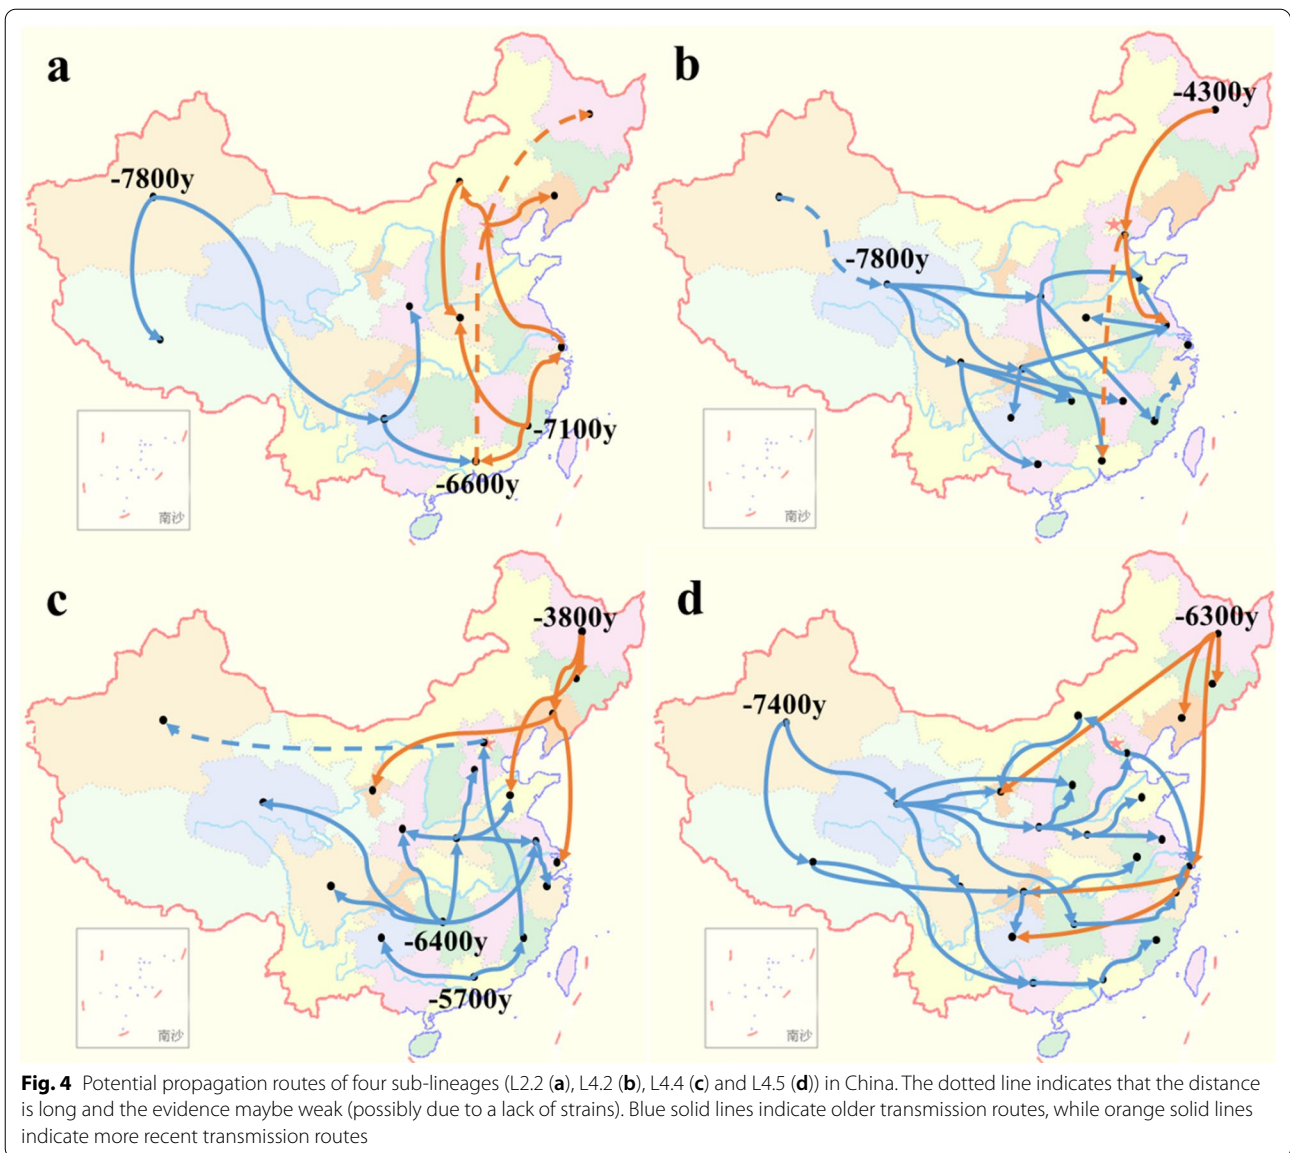 a
-7800y
-7100y
-6600y
南沙
b
-4300y
-7800y
南沙
c
-3800y
-6400y
-5700y
南沙
d
-6300y
-7400y
南沙
Fig. 4 Potential propagation routes of four sub-lineages (L2.2 (a), L4.2 (b), L4.4 (c) and L4.5 (d)) in China. The dotted line indicates that the distance
is long and the evidence maybe weak (possibly due to a lack of strains). Blue solid lines indicate older transmission routes, while orange solid lines
indicate more recent transmission routes